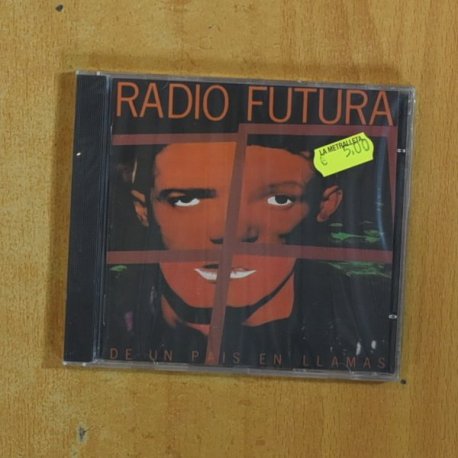 RADIO FUTURA
LA METRALLETA
€ 5,00
DE UN PAIS EN LLAMAS